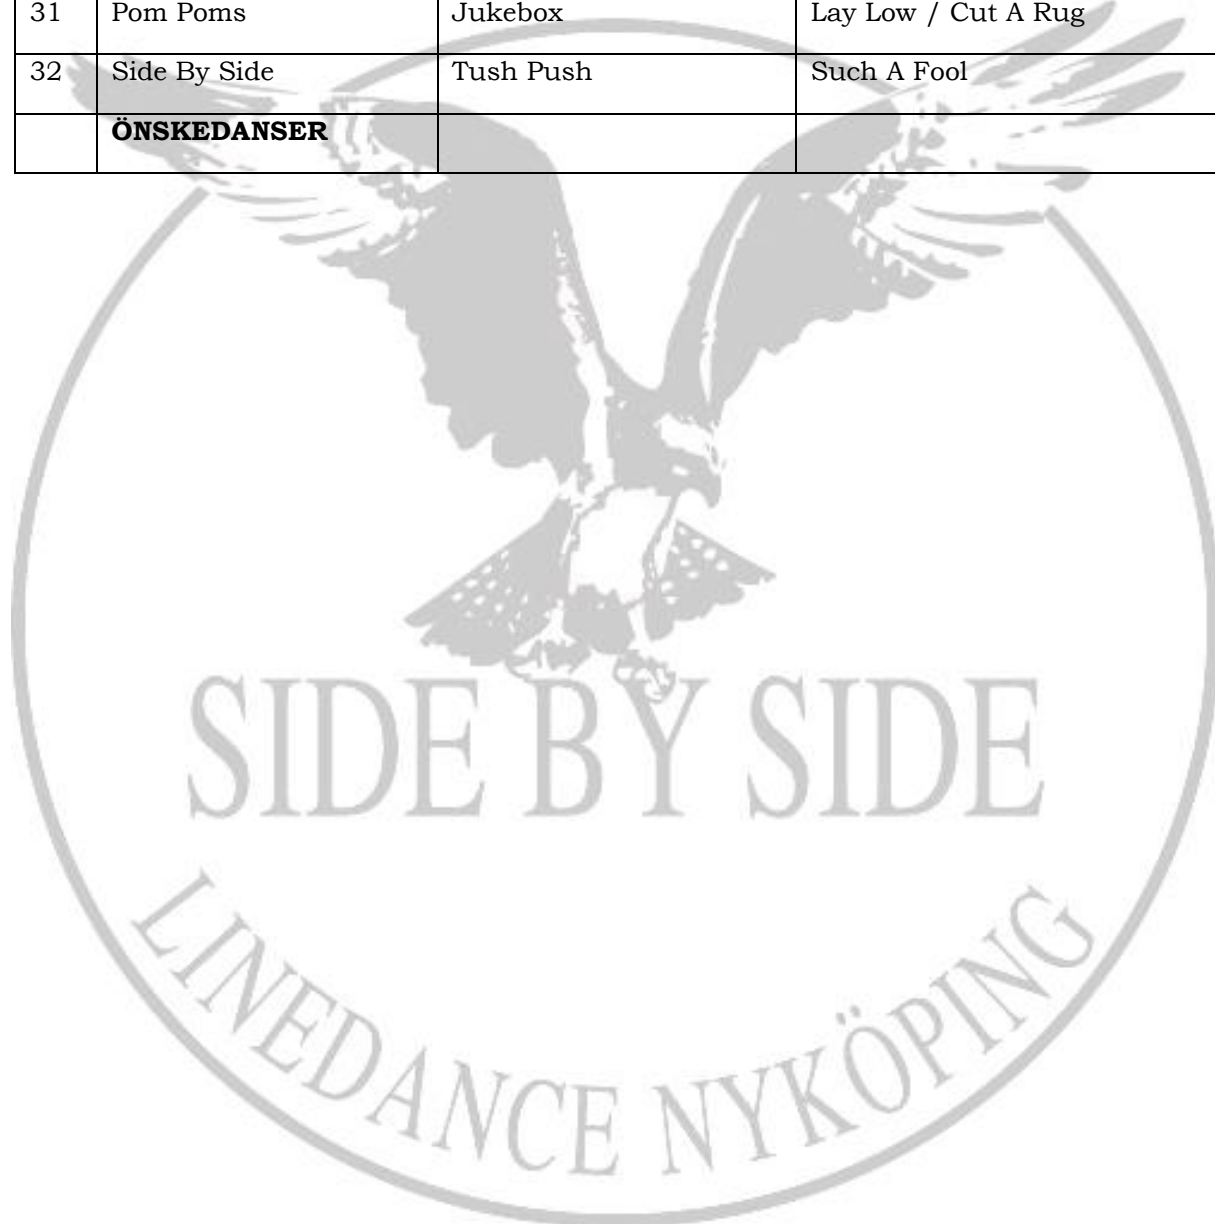 31 Pom Poms Jukebox Lay Low / Cut A Rug
32 Side By Side Tush Push Such A Fool
ÖNSKEDANSER
SIDE BY SIDE
LINEDANCE NYKÖPING